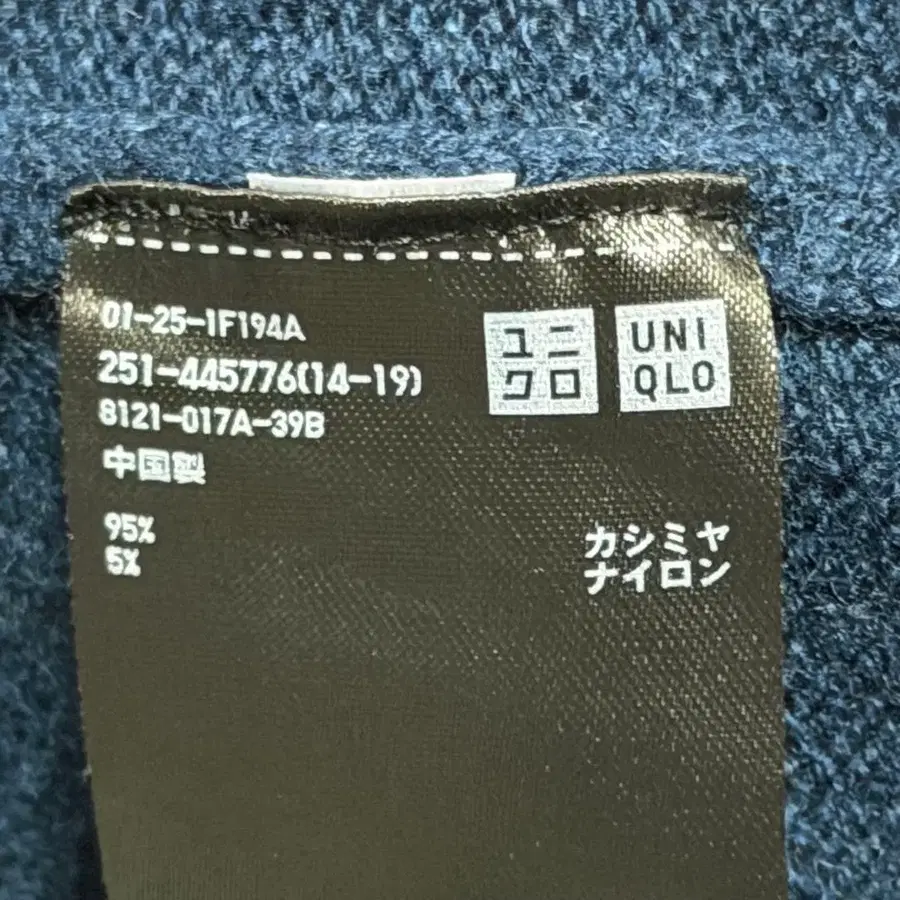 01-25-1F194A
251-445776(14-19)
8121-017A-39B
中国製
ユニ
クロ
UNI
QLO
95% カシミヤ
5% ナイロン